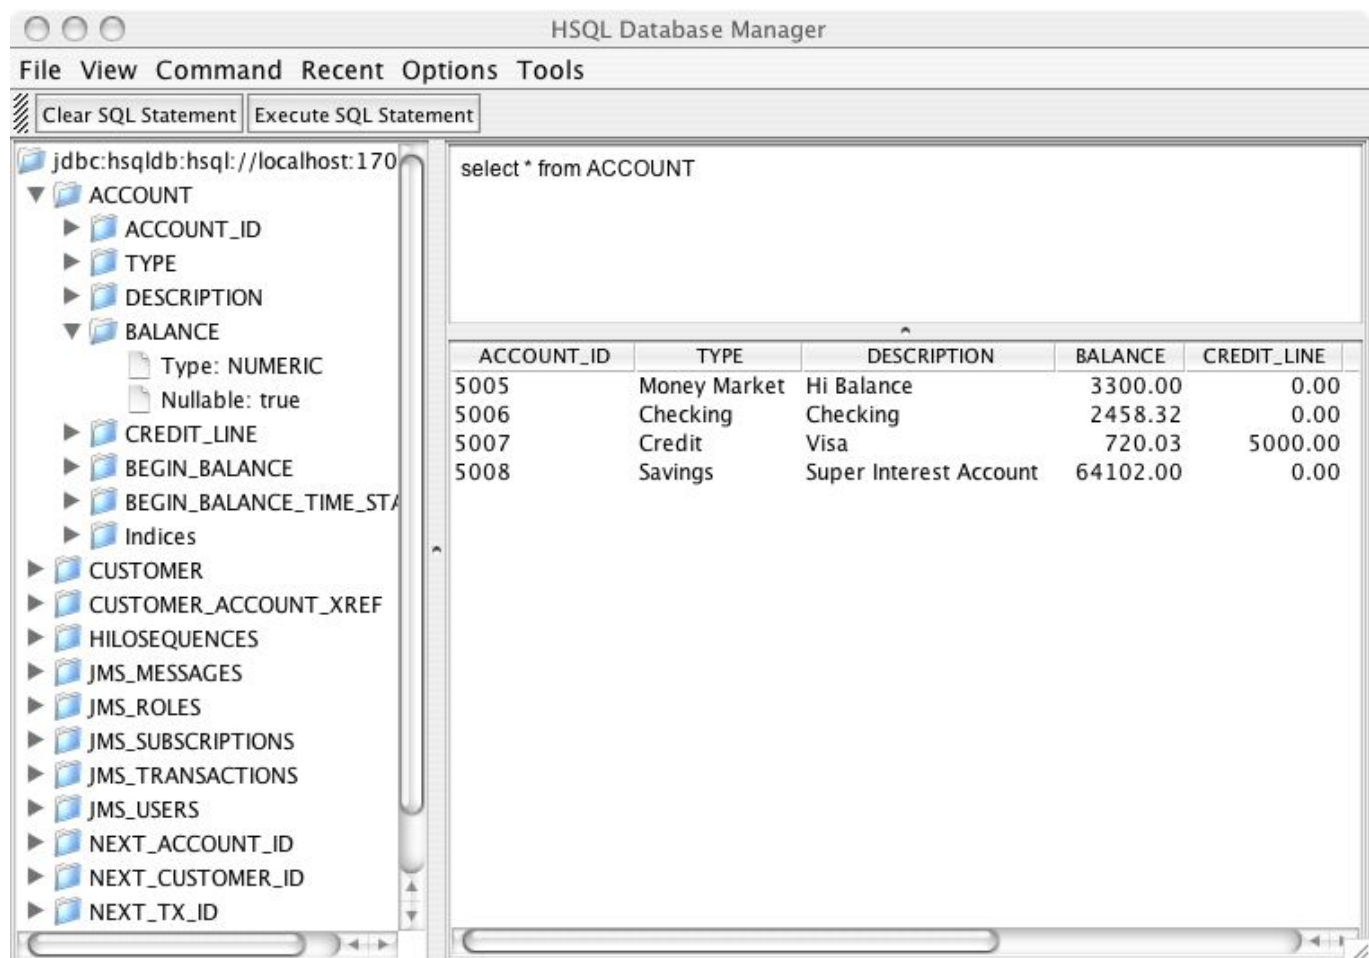 HSQL Database Manager
File View Command Recent Options Tools
Clear SQL Statement Execute SQL Statement
jdbc:hsqldb:hsql://localhost:170
ACCOUNT
ACCOUNT_ID
TYPE
DESCRIPTION
BALANCE
Type: NUMERIC
Nullable: true
CREDIT_LINE
BEGIN_BALANCE
BEGIN_BALANCE_TIME_STA
Indices
CUSTOMER
CUSTOMER_ACCOUNT_XREF
HILOSEQUENCES
JMS_MESSAGES
JMS_ROLES
JMS_SUBSCRIPTIONS
JMS_TRANSACTIONS
JMS_USERS
NEXT_ACCOUNT_ID
NEXT_CUSTOMER_ID
NEXT_TX_ID
select * from ACCOUNT
ACCOUNT_ID TYPE DESCRIPTION BALANCE CREDIT_LINE
5005 Money Market Hi Balance 3300.00 0.00
5006 Checking Checking 2458.32 0.00
5007 Credit Visa 720.03 5000.00
5008 Savings Super Interest Account 64102.00 0.00